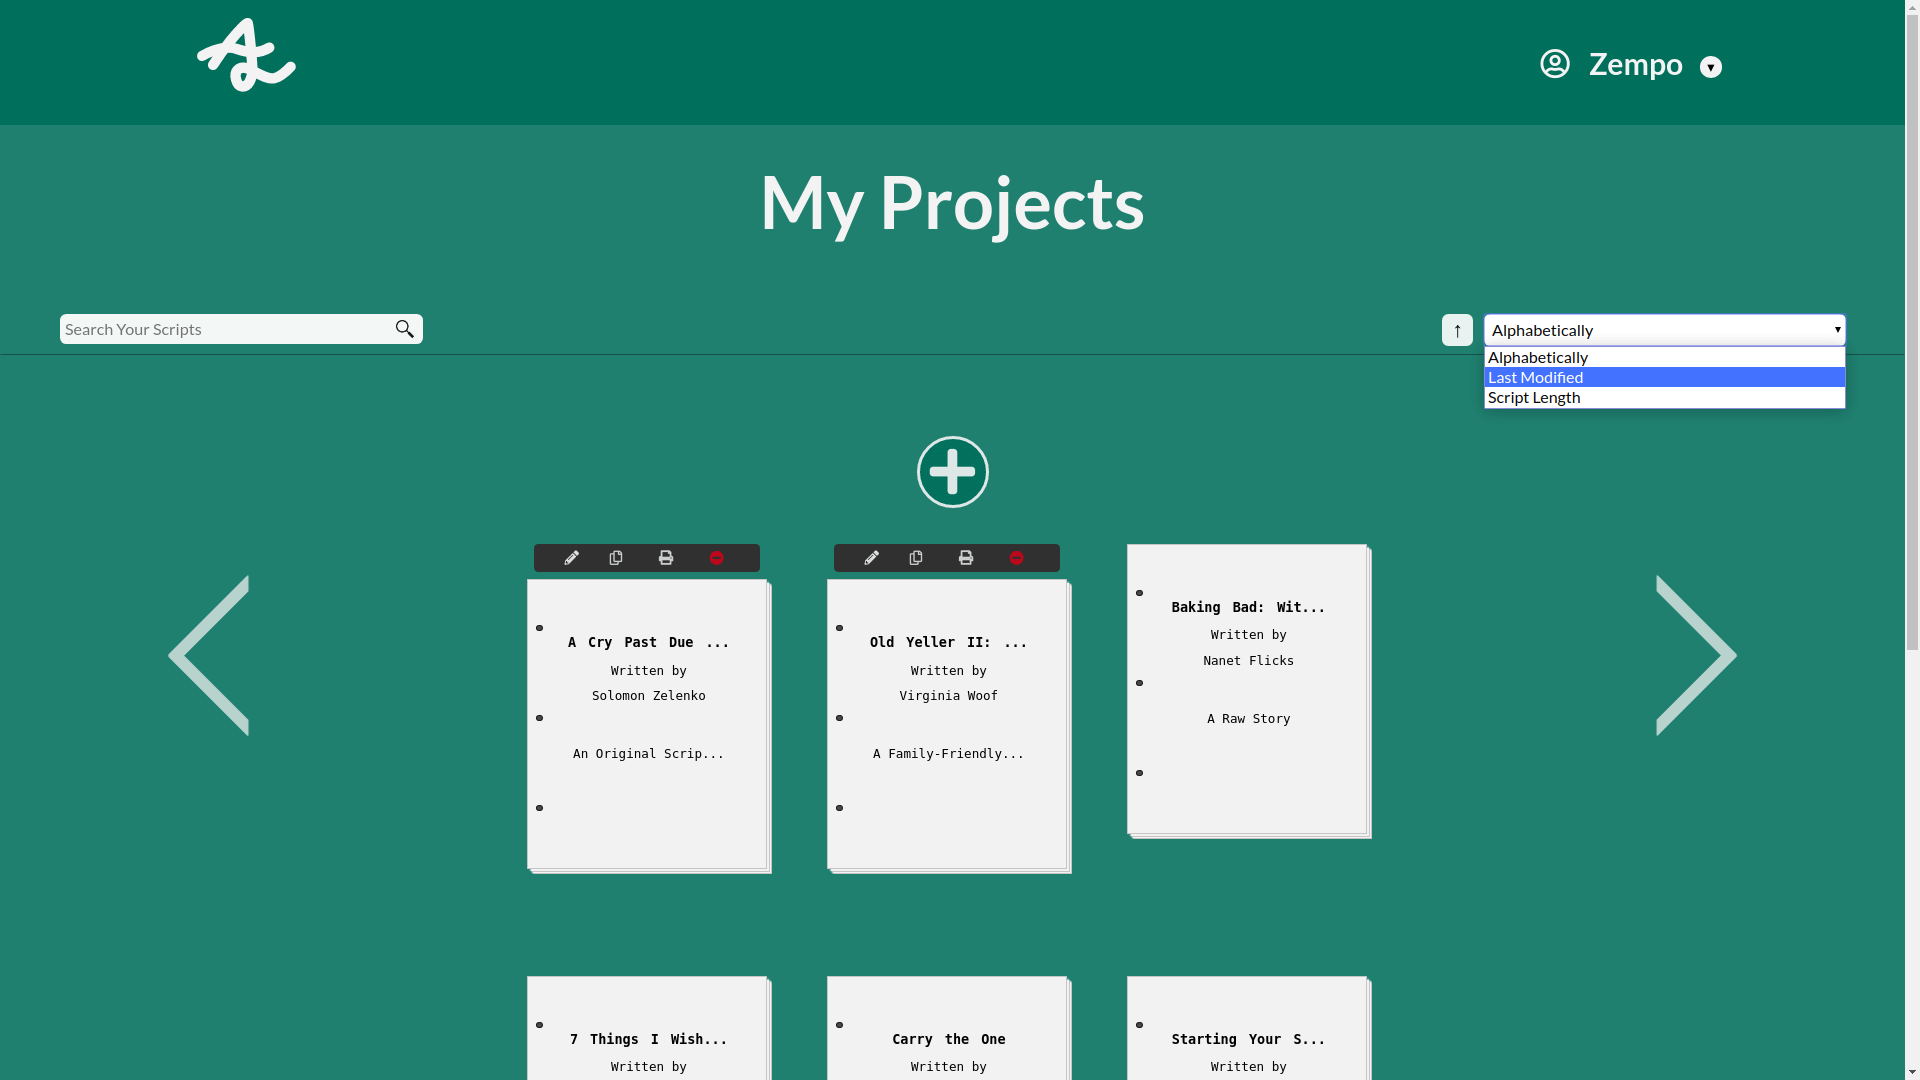 Zempo
My Projects
Search Your Scripts
↑
Alphabetically
Alphabetically
Last Modified
Script Length
A Cry Past Due ...
Written by
Solomon Zelenko
An Original Scrip...
Old Yeller II: ...
Written by
Virginia Woof
A Family-Friendly...
Baking Bad: Wit...
Written by
Nanet Flicks
A Raw Story
7 Things I Wish...
Written by
Carry the One
Written by
Starting Your S...
Written by